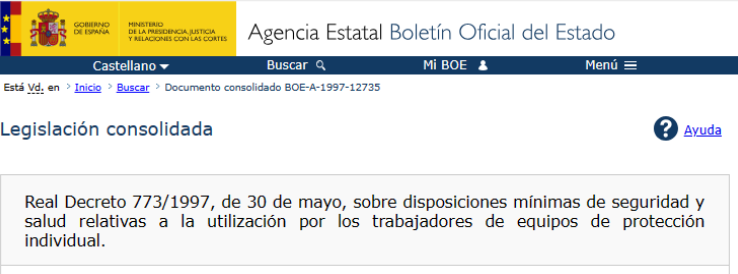 GOBIERNO
DE ESPAÑA
MINISTERIO
DE LA PRESIDENCIA, JUSTICIA
Y RELACIONES CON LAS CORTES
Agencia Estatal Boletín Oficial del Estado
Castellano
Buscar
Mi BOE
Menú
Está Vd. en > Inicio > Buscar > Documento consolidado BOE-A-1997-12735
Legislación consolidada
? Ayuda
Real Decreto 773/1997, de 30 de mayo, sobre disposiciones mínimas de seguridad y
salud relativas a la utilización por los trabajadores de equipos de protección
individual.